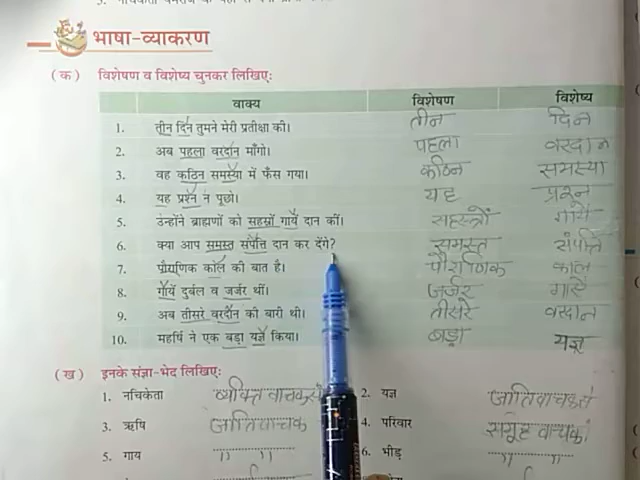 भाषा-व्याकरण
(क) विशेषण व विशेष्य चुनकर लिखिए:
वाक्य विशेषण विशेष्य
1. तीन दिन तुमने मेरी प्रतीक्षा की। तीन दिन
2. अब पहला वरदान माँगो। पहला वरदान
3. वह कठिन समस्या में फँस गया। कठिन समस्या
4. यह प्रश्न न पूछो। यह प्रश्न
5. उन्होंने ब्राह्मणों को सहस्रों गायें दान कीं। सहस्त्रों गायें
6. क्या आप समस्त संपत्ति दान कर देंगे? समस्त संपत्ति
7. पौराणिक काल की बात है। पौराणिक काल
8. गायें दुर्बल व जर्जर थीं। जर्जर गायें
9. अब तीसरे वरदान की बारी थी। तीसरे वरदान
10. महर्षि ने एक बड़ा यज्ञ किया। बड़ा यज्ञ
(ख) इनके संज्ञा-भेद लिखिए:
1. नचिकेता व्यक्ति वाचक 2. यज्ञ जातिवाचक
3. ऋषि जातिवाचक 4. परिवार समूह वाचक
5. गाय " " 6. भीड़ " "